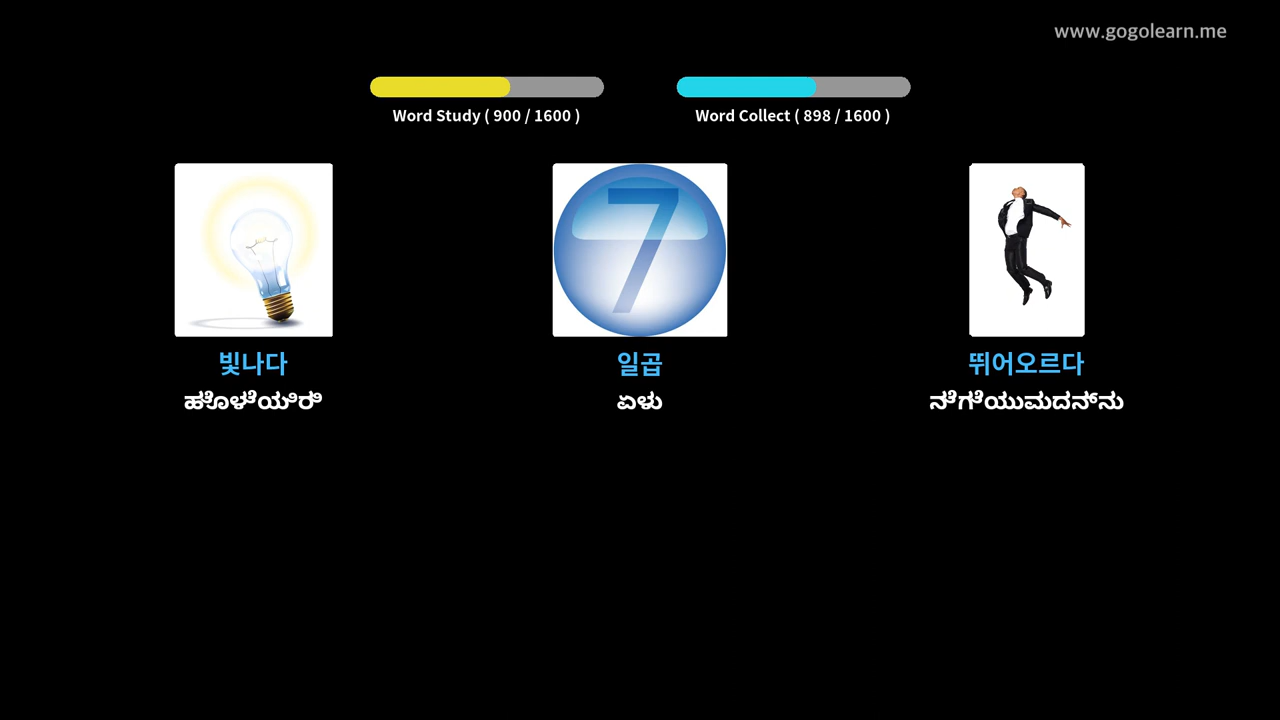 www.gogolearn.me
Word Study ( 900 / 1600 )
Word Collect ( 898 / 1600 )
7
빛나다
일곱
뛰어오르다
ಹೊಳೆಯಿರಿ
ಏಳು
ನೆಗೆಯುಮದನ್ನು